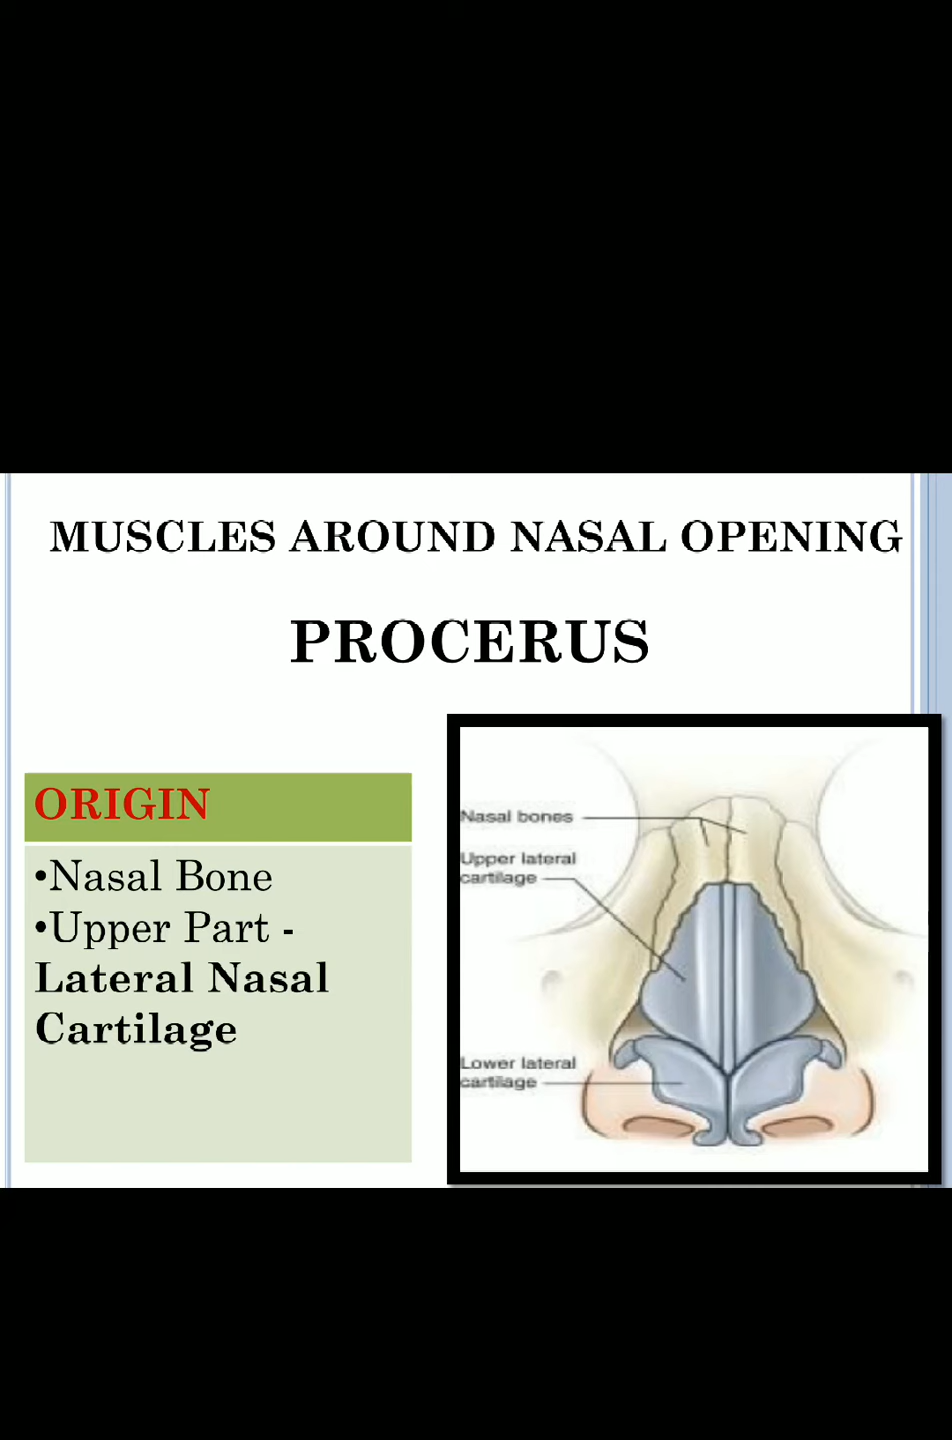 MUSCLES AROUND NASAL OPENING
PROCERUS
ORIGIN
•Nasal Bone
•Upper Part -
Lateral Nasal
Cartilage
Nasal bones
Upper lateral
cartilage
Lower lateral
cartilage